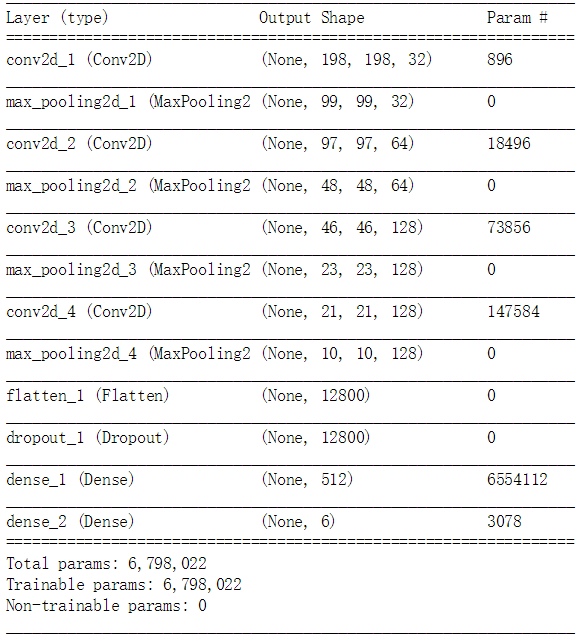 Layer (type) Output Shape Param #
=================================================================
conv2d_1 (Conv2D) (None, 198, 198, 32) 896
max_pooling2d_1 (MaxPooling2 (None, 99, 99, 32) 0
conv2d_2 (Conv2D) (None, 97, 97, 64) 18496
max_pooling2d_2 (MaxPooling2 (None, 48, 48, 64) 0
conv2d_3 (Conv2D) (None, 46, 46, 128) 73856
max_pooling2d_3 (MaxPooling2 (None, 23, 23, 128) 0
conv2d_4 (Conv2D) (None, 21, 21, 128) 147584
max_pooling2d_4 (MaxPooling2 (None, 10, 10, 128) 0
flatten_1 (Flatten) (None, 12800) 0
dropout_1 (Dropout) (None, 12800) 0
dense_1 (Dense) (None, 512) 6554112
dense_2 (Dense) (None, 6) 3078
=================================================================
Total params: 6,798,022
Trainable params: 6,798,022
Non-trainable params: 0